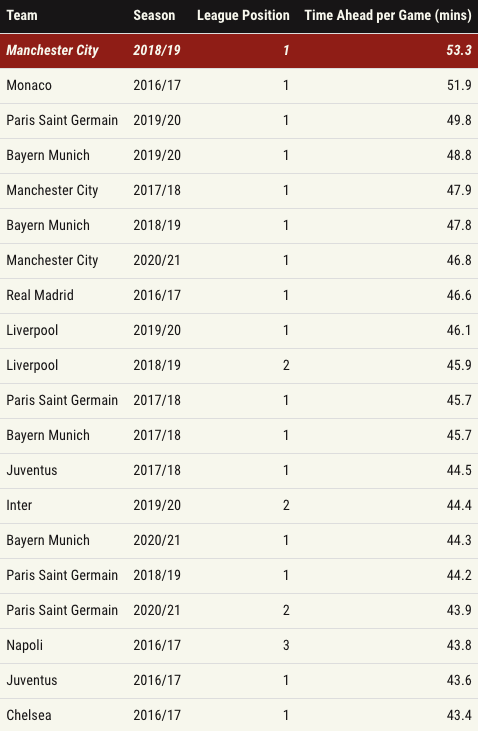 Team Season League Position Time Ahead per Game (mins)
Manchester City 2018/19 1 53.3
Monaco 2016/17 1 51.9
Paris Saint Germain 2019/20 1 49.8
Bayern Munich 2019/20 1 48.8
Manchester City 2017/18 1 47.9
Bayern Munich 2018/19 1 47.8
Manchester City 2020/21 1 46.8
Real Madrid 2016/17 1 46.6
Liverpool 2019/20 1 46.1
Liverpool 2018/19 2 45.9
Paris Saint Germain 2017/18 1 45.7
Bayern Munich 2017/18 1 45.7
Juventus 2017/18 1 44.5
Inter 2019/20 2 44.4
Bayern Munich 2020/21 1 44.3
Paris Saint Germain 2018/19 1 44.2
Paris Saint Germain 2020/21 2 43.9
Napoli 2016/17 3 43.8
Juventus 2016/17 1 43.6
Chelsea 2016/17 1 43.4